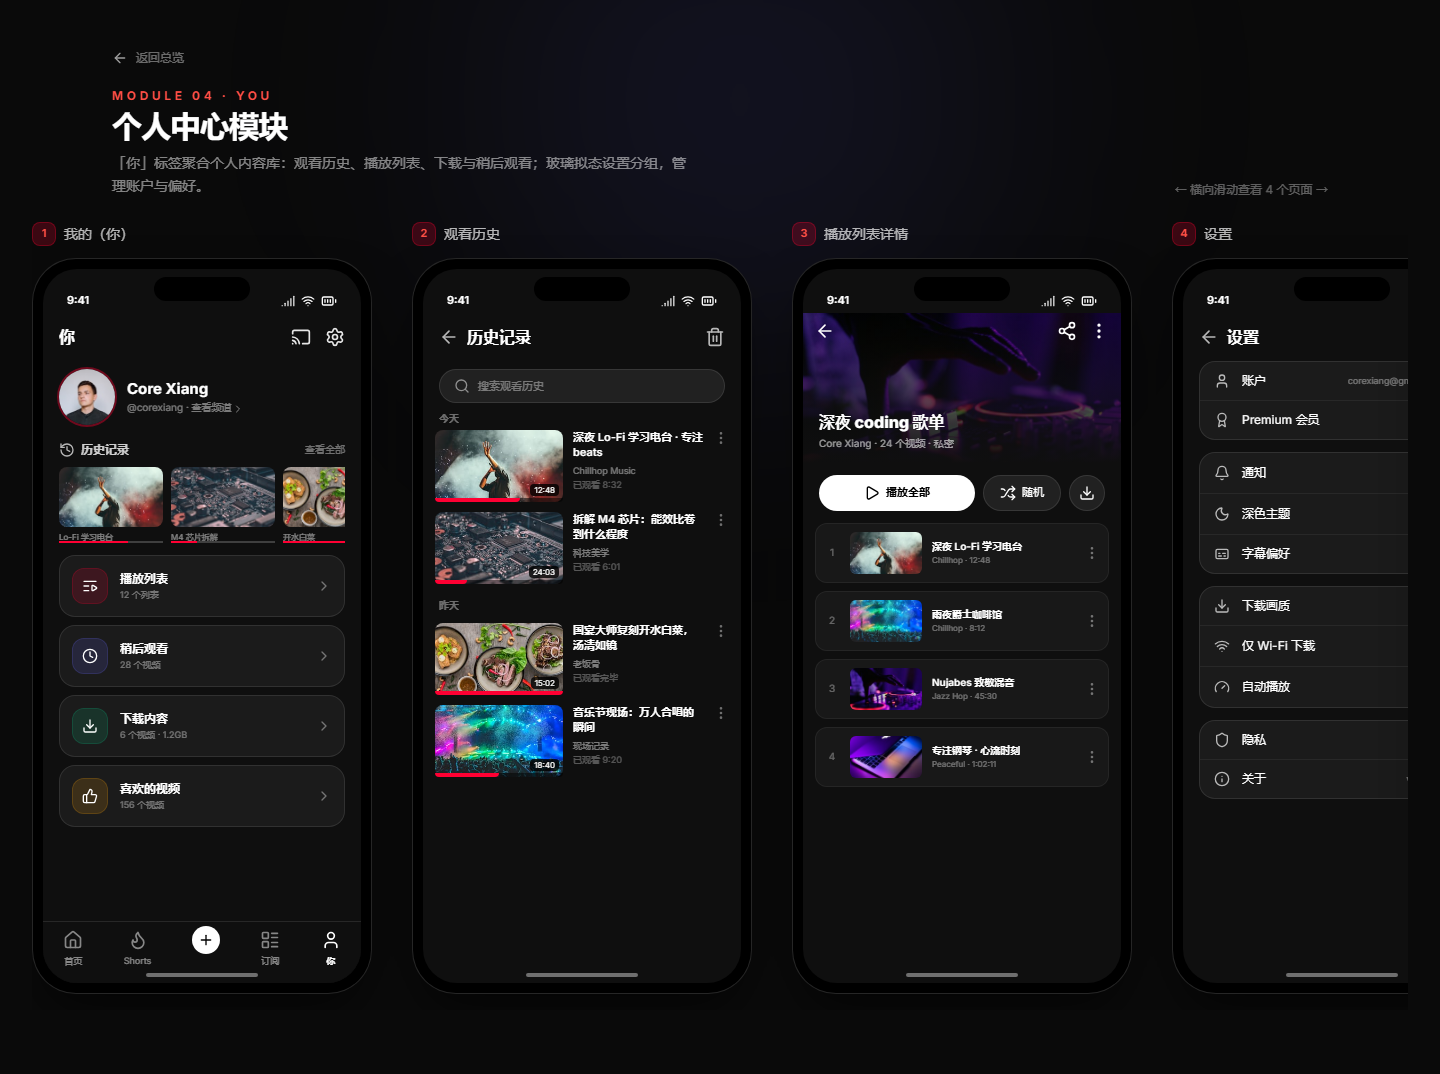 返回总览
MODULE 04 · YOU
个人中心模块
「你」标签聚合个人内容库：观看历史、播放列表、下载与稍后观看；玻璃拟态设置分组，管
理账户与偏好。
← 横向滑动查看 4 个页面 →
1 我的（你）
9:41
你
Core Xiang
@corexiang · 查看频道
历史记录
查看全部
Lo-Fi 学习电台
M4 芯片拆解
开水白菜
播放列表
12 个列表
稍后观看
28 个视频
下载内容
6 个视频 · 1.2GB
喜欢的视频
156 个视频
首页
Shorts
订阅
你
2 观看历史
9:41
历史记录
搜索观看历史
今天
深夜 Lo-Fi 学习电台 · 专注
beats
Chillhop Music
已观看 8:32
12:48
拆解 M4 芯片：能效比卷
到什么程度
科技美学
已观看 6:01
24:03
昨天
国宴大师复刻开水白菜，
汤清如镜
老饭骨
已观看完毕
15:02
音乐节现场：万人合唱的
瞬间
现场记录
已观看 9:20
18:40
3 播放列表详情
9:41
深夜 coding 歌单
Core Xiang · 24 个视频 · 私密
播放全部
随机
1
深夜 Lo-Fi 学习电台
Chillhop · 12:48
2
雨夜爵士咖啡馆
Chillhop · 8:12
3
Nujabes 致敬混音
Jazz Hop · 45:30
4
专注钢琴 · 心流时刻
Peaceful · 1:02:11
4 设置
9:41
设置
账户
corexiang@gm
Premium 会员
通知
深色主题
字幕偏好
下载画质
仅 Wi-Fi 下载
自动播放
隐私
关于